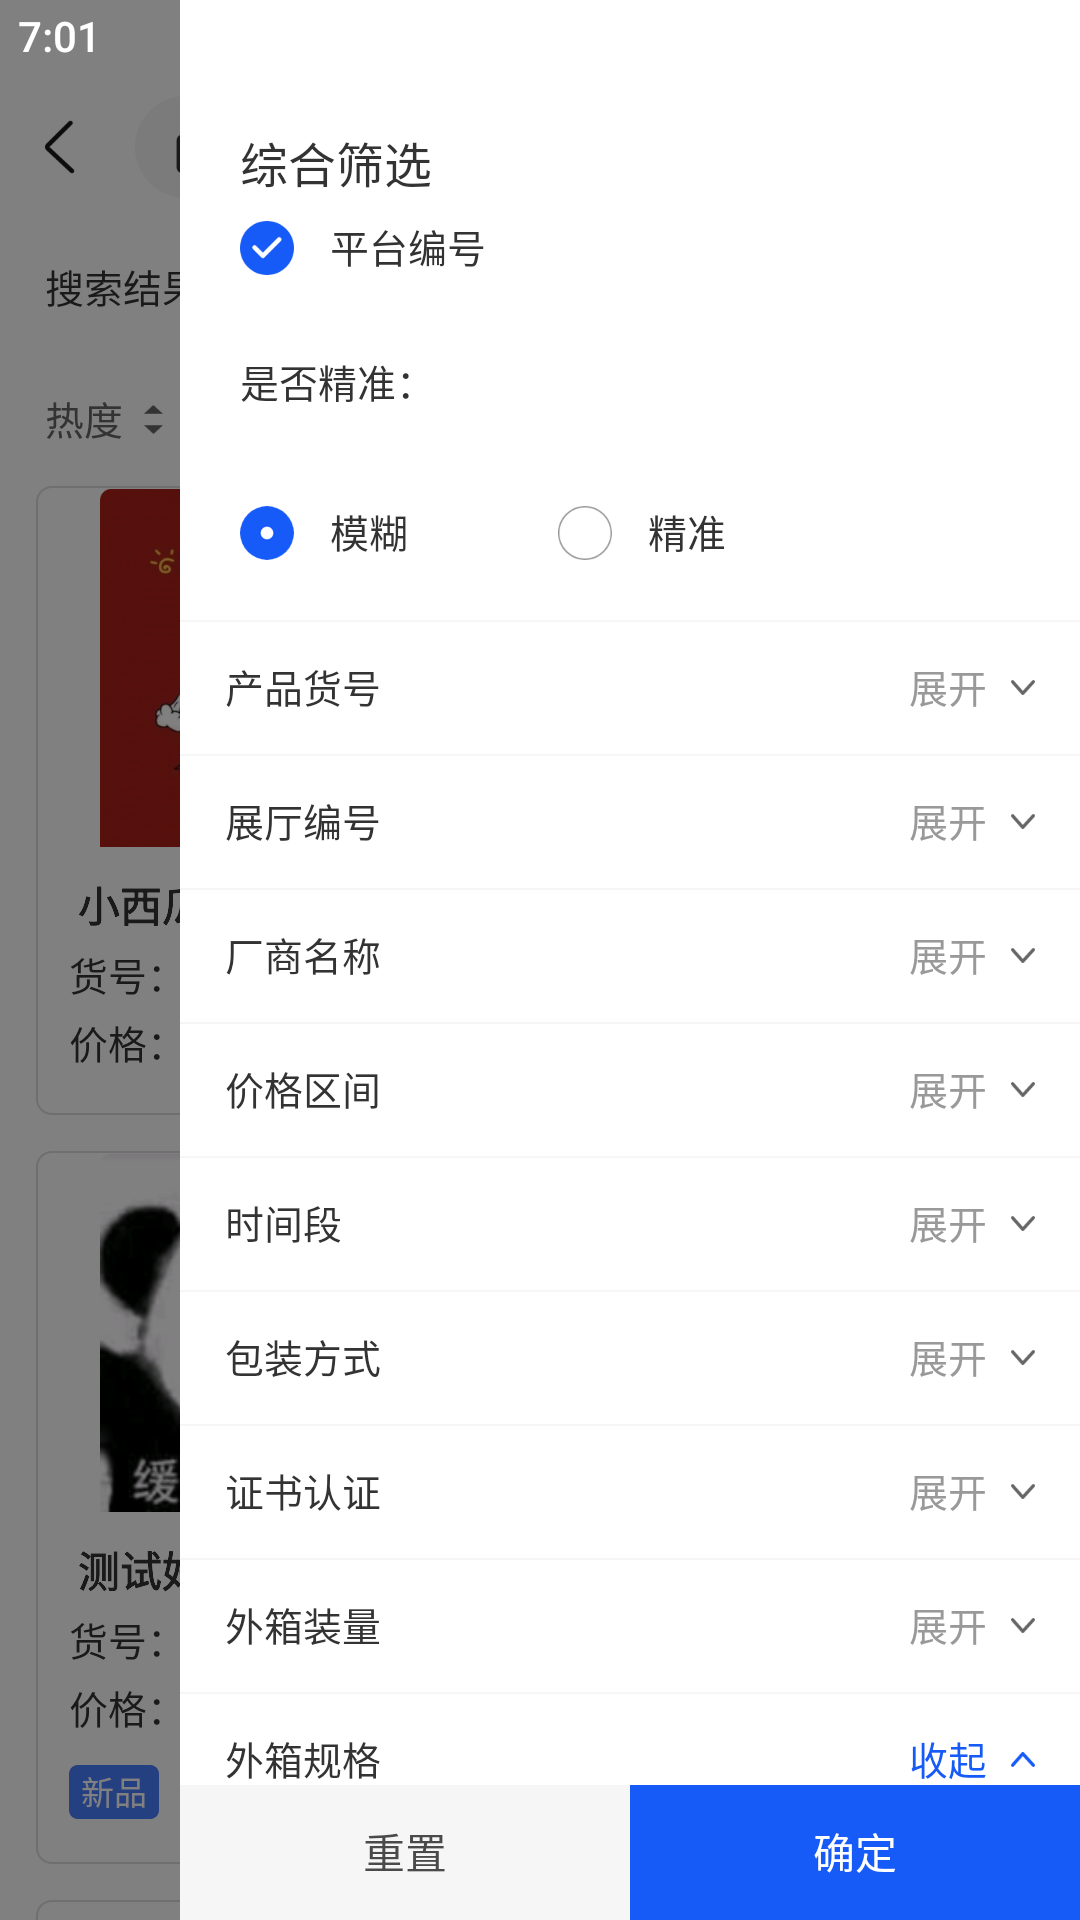 7:01
综合筛选
平台编号
搜索结果
是否精准：
热度
模糊
精准
产品货号
展开
展厅编号
展开
小西瓜
厂商名称
展开
货号：
价格：
价格区间
展开
时间段
展开
包装方式
展开
缓
证书认证
展开
测试
外箱装量
展开
货号：
价格：
外箱规格
收起
新品
重置
确定